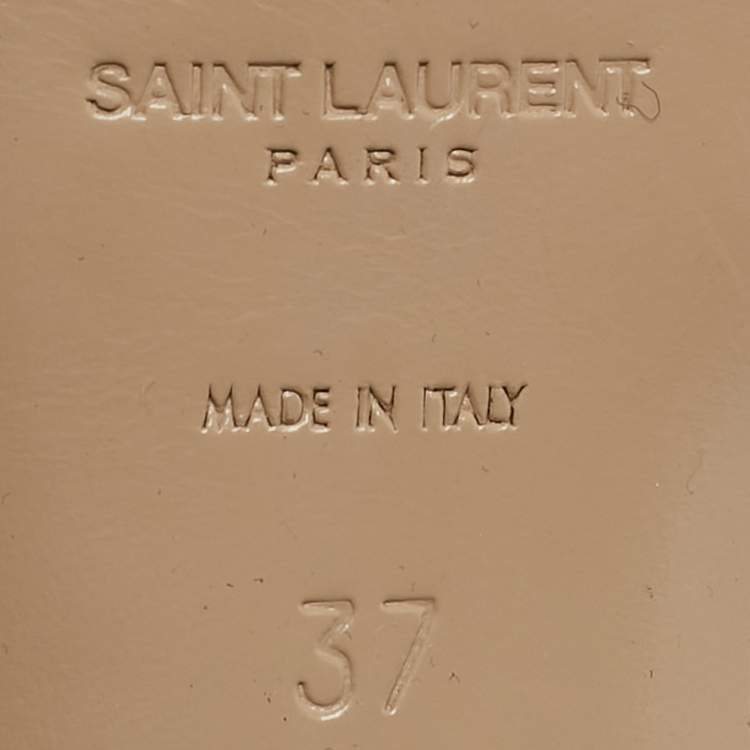 SAINT LAURENT
PARIS
MADE IN ITALY
37